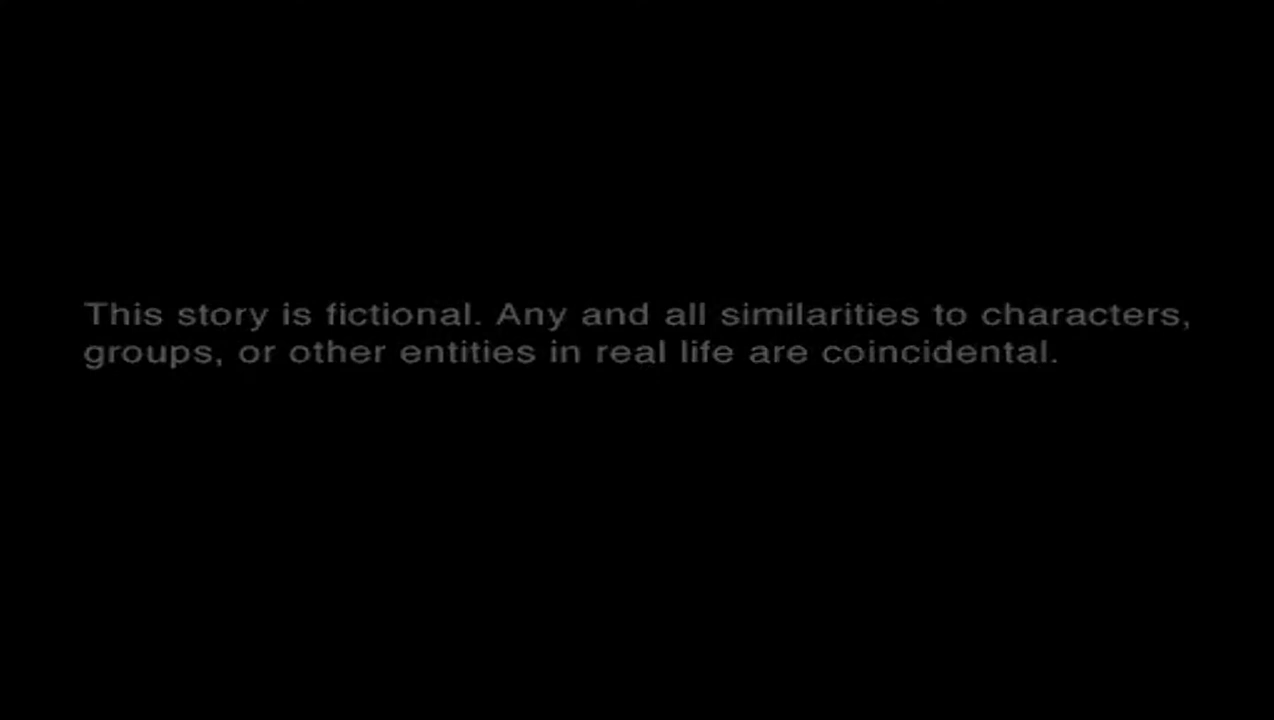 This story is fictional. Any and all similarities to characters,
groups, or other entities in real life are coincidental.